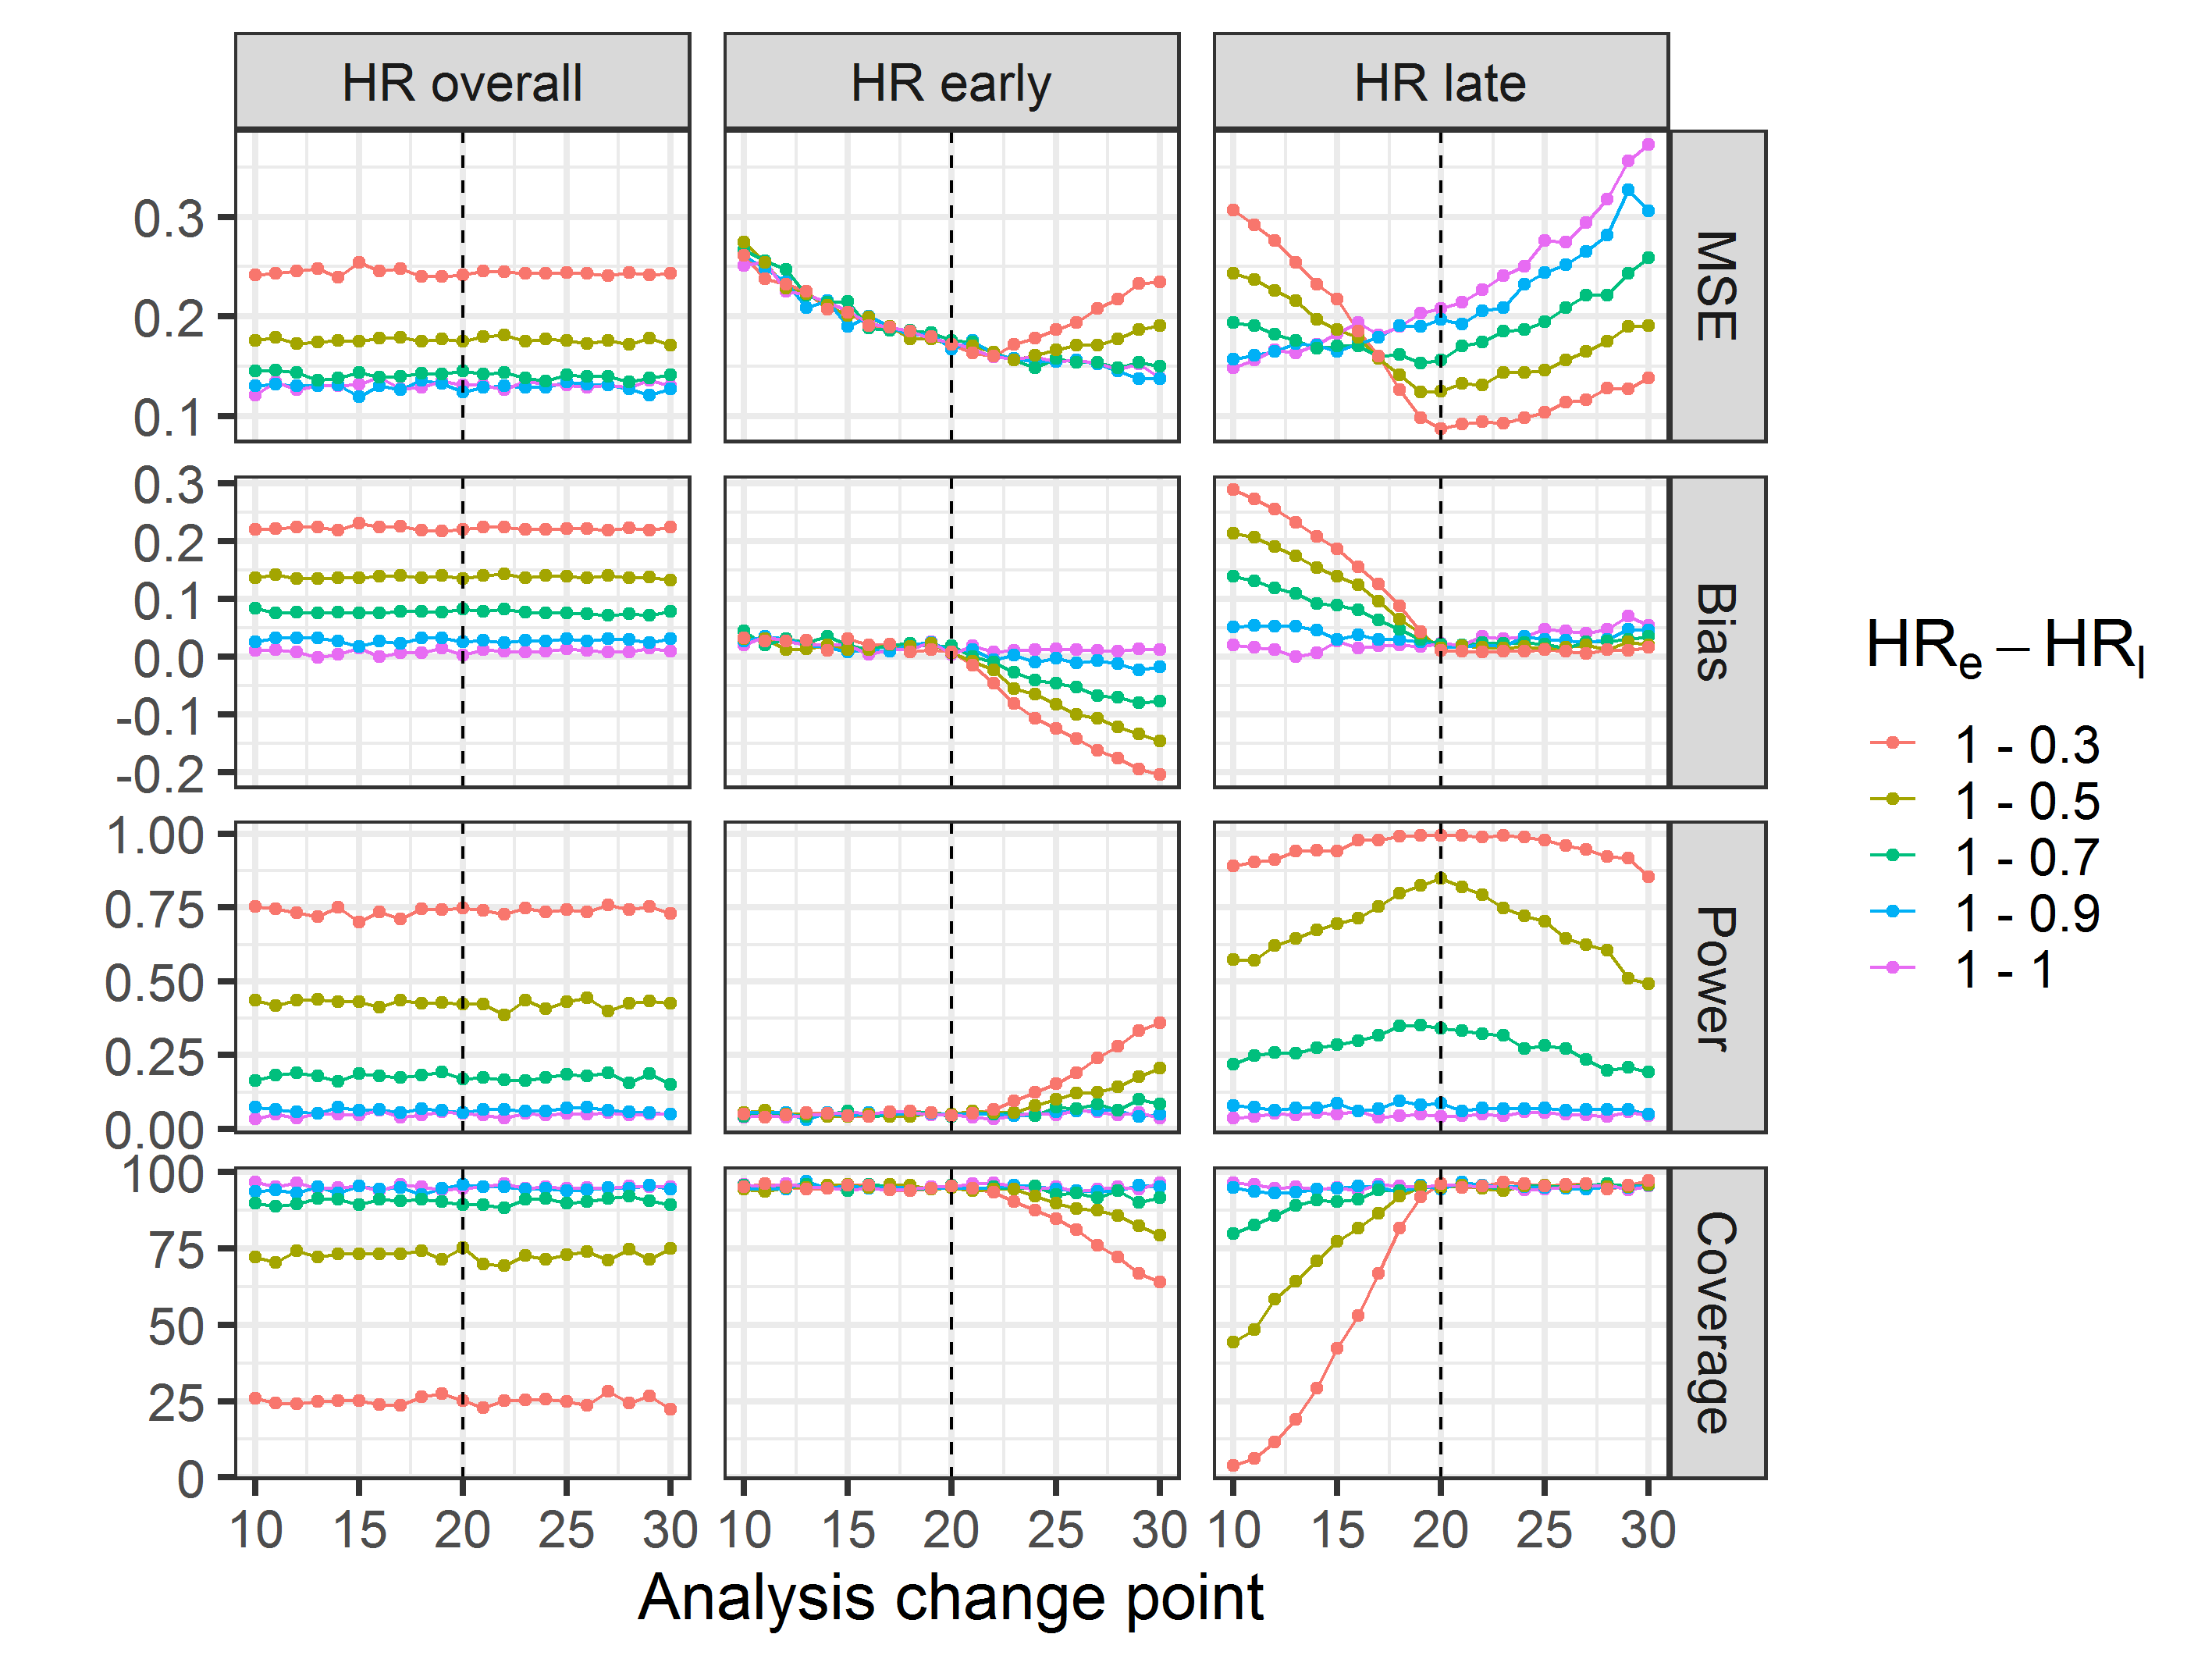 HR overall HR early HR late
0.3
0.2
0.1
MSE
0.3
0.2
0.1
0.0
-0.1
-0.2
Bias
1.00
0.75
0.50
0.25
0.00
Power
100
75
50
25
0
Coverage
10 15 20 25 30 10 15 20 25 30 10 15 20 25 30
Analysis change point
HRe – HRl
1 - 0.3
1 - 0.5
1 - 0.7
1 - 0.9
1 - 1